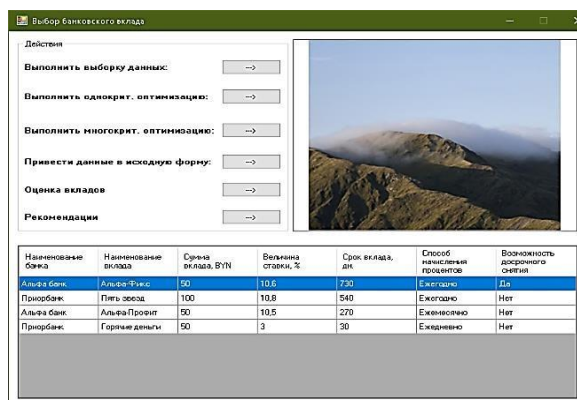 Выбор банковского вклада
Действия
Выполнить выборку данных:
-->
Выполнить однокрит. оптимизацию:
-->
Выполнить многокрит. оптимизацию:
-->
Привести данные в исходную форму:
-->
Оценка вкладов
-->
Рекомендации
-->
Наименование банка Наименование вклада Сумма вклада, BYN Величина ставки, % Срок вклада, дн. Способ начисления процентов Возможность досрочного снятия
Альфа банк Альфа-Фикс 50 10,6 730 Ежегодно Да
Приорбанк Пять звезд 100 10,8 540 Ежегодно Нет
Альфа банк Альфа-Профит 50 10,5 270 Ежемесячно Нет
Приорбанк Горячие деньги 50 3 30 Ежедневно Нет